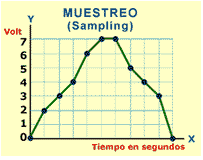 MUESTREO
(Sampling)
Y
Volt
7
6
5
4
3
2
1
0
X
Tiempo en segundos